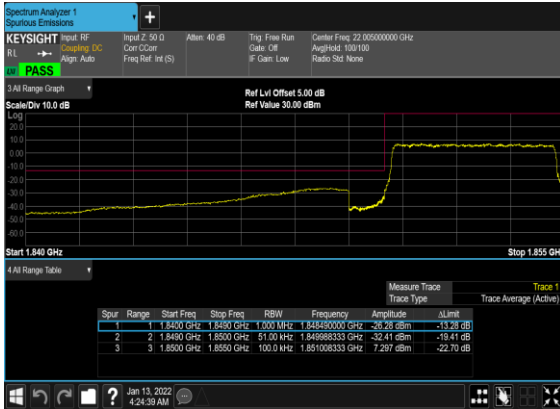 Spectrum Analyzer 1
Spurious Emissions
KEYSIGHT
RL
Input: RF
Coupling: DC
Align: Auto
Input Z: 50 Ω
Corr CCorr
Freq Ref: Int (S)
Atten: 40 dB
Trig: Free Run
Gate: Off
IF Gain: Low
Center Freq: 22.005000000 GHz
Avg|Hold: 100/100
Radio Std: None
PASS
3 All Range Graph
Scale/Div 10.0 dB
Ref Lvl Offset 5.00 dB
Ref Value 30.00 dBm
Log
20.0
10.0
0.00
-10.0
-20.0
-30.0
-40.0
-50.0
-60.0
Start 1.840 GHz
Stop 1.855 GH
4 All Range Table
Measure Trace Trace 1
Trace Type Trace Average (Active)
Spur Range Start Freq Stop Freq RBW Frequency Amplitude ΔLimit
1 1 1.8400 GHz 1.8490 GHz 1.000 MHz 1.848490000 GHz -26.28 dBm -13.28 dB
2 2 1.8490 GHz 1.8500 GHz 51.00 kHz 1.849988333 GHz -32.41 dBm -19.41 dB
3 3 1.8500 GHz 1.8550 GHz 100.0 kHz 1.851008333 GHz 7.297 dBm -22.70 dB
Jan 13, 2022
4:24:39 AM